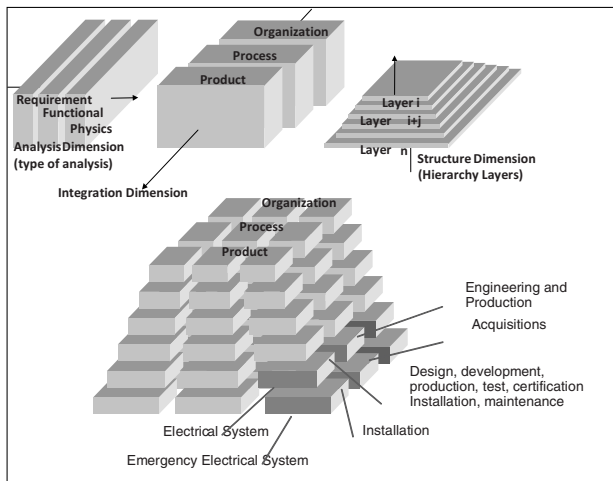 Organization
Process
Product
Requirement
Functional
Physics
Analysis Dimension
(type of analysis)
Integration Dimension
Layer i
Layer i+j
Layer n
Structure Dimension
(Hierarchy Layers)
Organization
Process
Product
Engineering and
Production
Acquisitions
Design, development,
production, test, certification
Installation, maintenance
Electrical System
Installation
Emergency Electrical System